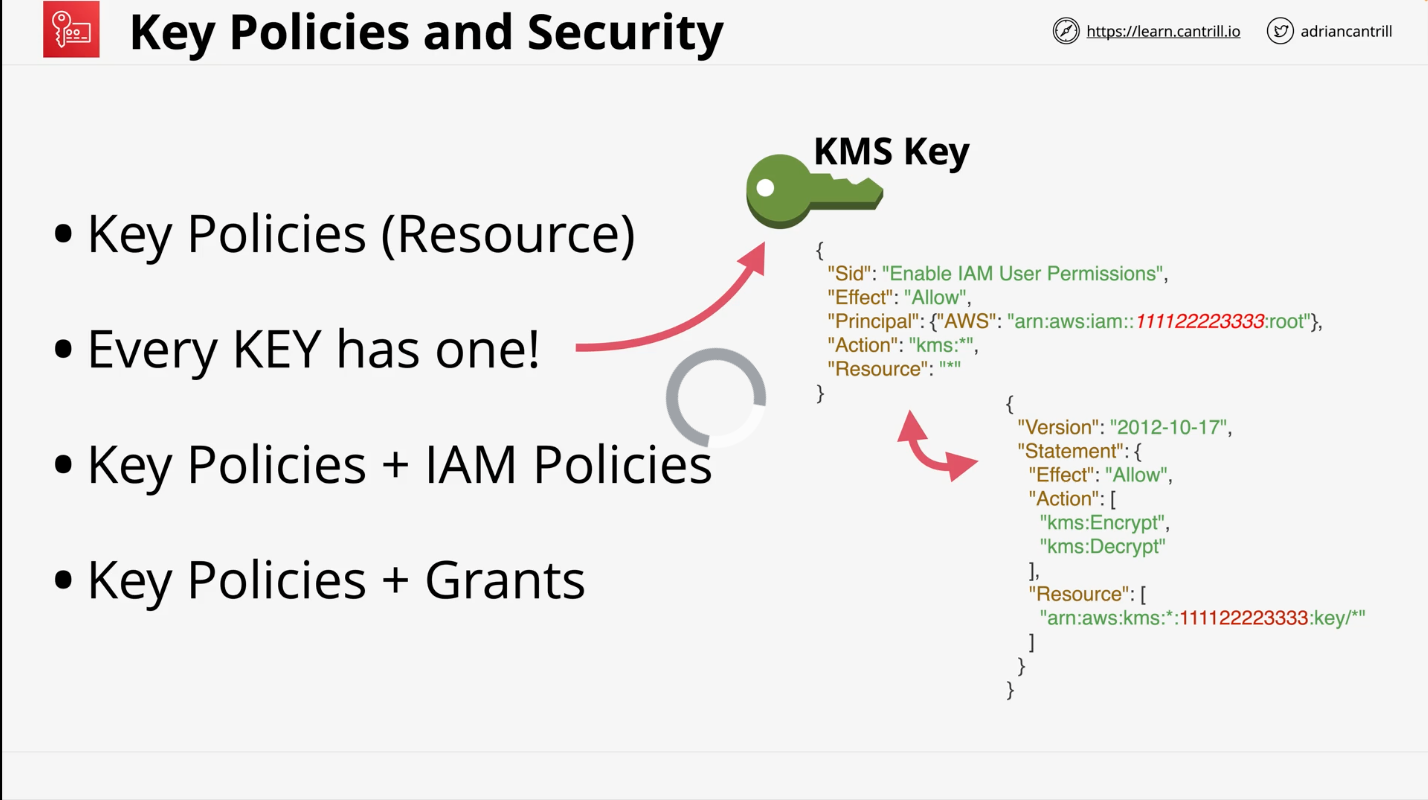 Key Policies and Security
https://learn.cantrill.io
adriancantrill
• Key Policies (Resource)
• Every KEY has one!
• Key Policies + IAM Policies
• Key Policies + Grants
KMS Key
{
"Sid": "Enable IAM User Permissions",
"Effect": "Allow",
"Principal": {"AWS": "arn:aws:iam::111122223333:root"},
"Action": "kms:*",
"Resource": "*"
}
{
"Version": "2012-10-17",
"Statement": {
"Effect": "Allow",
"Action": [
"kms:Encrypt",
"kms:Decrypt"
],
"Resource": [
"arn:aws:kms:*:111122223333:key/*"
]
}
}